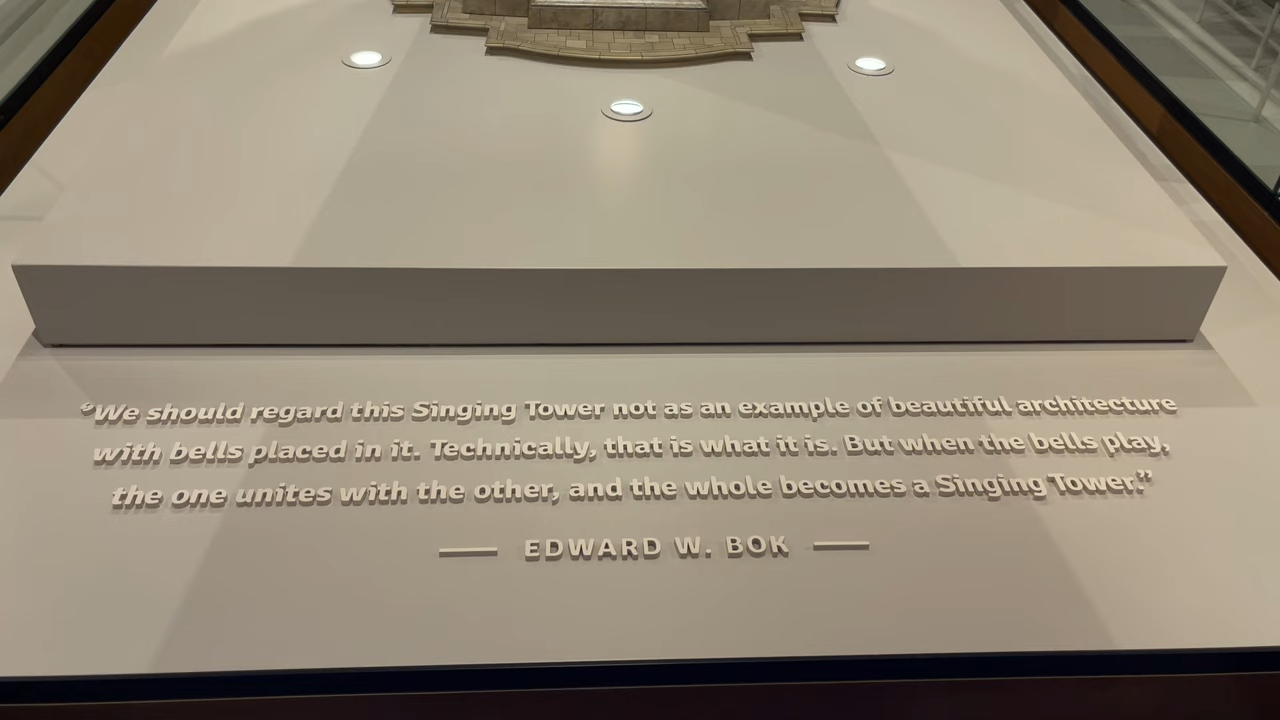 “We should regard this Singing Tower not as an example of beautiful architecture
with bells placed in it. Technically, that is what it is. But when the bells play,
the one unites with the other, and the whole becomes a Singing Tower.”
— EDWARD W. BOK —